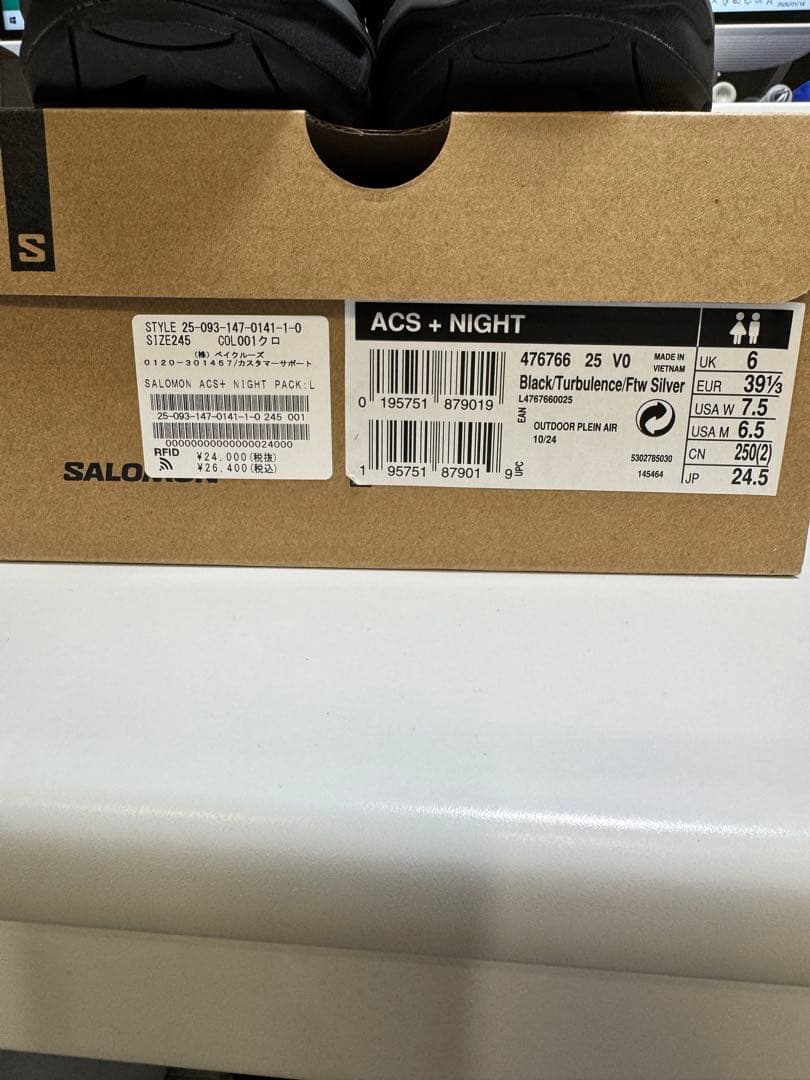 S
STYLE 25-093-147-0141-1-0
SIZE245 COL001クロ
(株) ベイクルーズ
0120-301457/カスタマーサポート
SALOMON ACS+ NIGHT PACK:L
25-093-147-0141-1-0 245 001
RFID
¥24,000(税抜)
¥26,400(税込)
SALOMON
ACS + NIGHT
476766 25 V0
MADE IN
VIETNAM
Black/Turbulence/Ftw Silver
L4767660025
0 195751 879019
EAN
OUTDOOR PLEIN AIR
10/24
1 95751 87901 9
UPC
5302785030
145464
UK 6
EUR 39⅓
USA W 7.5
USA M 6.5
CN 250(2)
JP 24.5